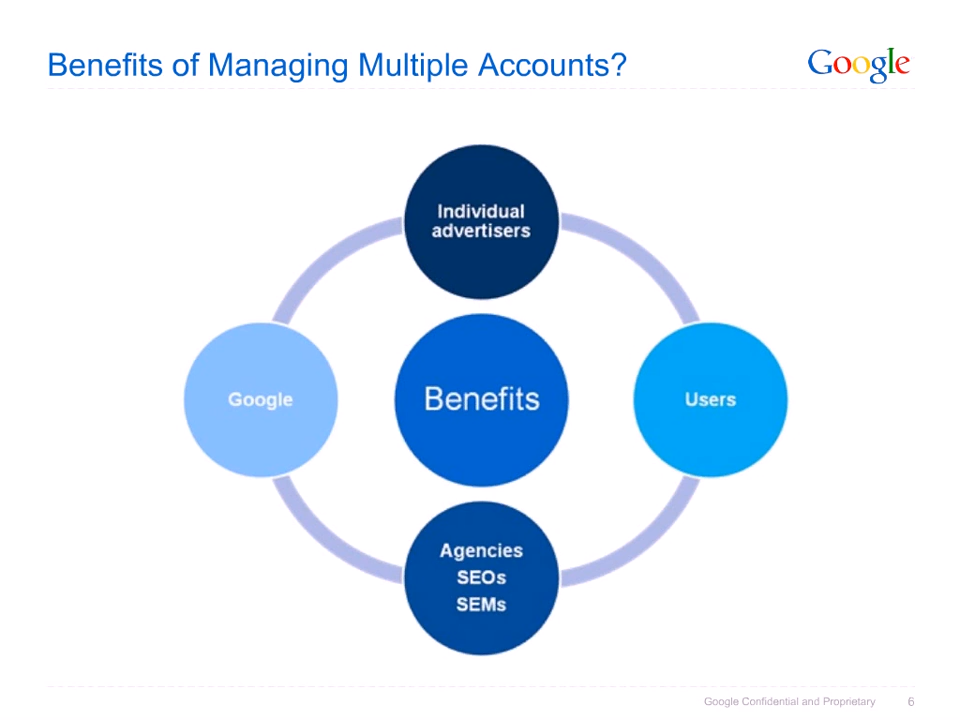 Benefits of Managing Multiple Accounts?
Google
Individual
advertisers
Google
Benefits
Users
Agencies
SEOs
SEMs
Google Confidential and Proprietary
6